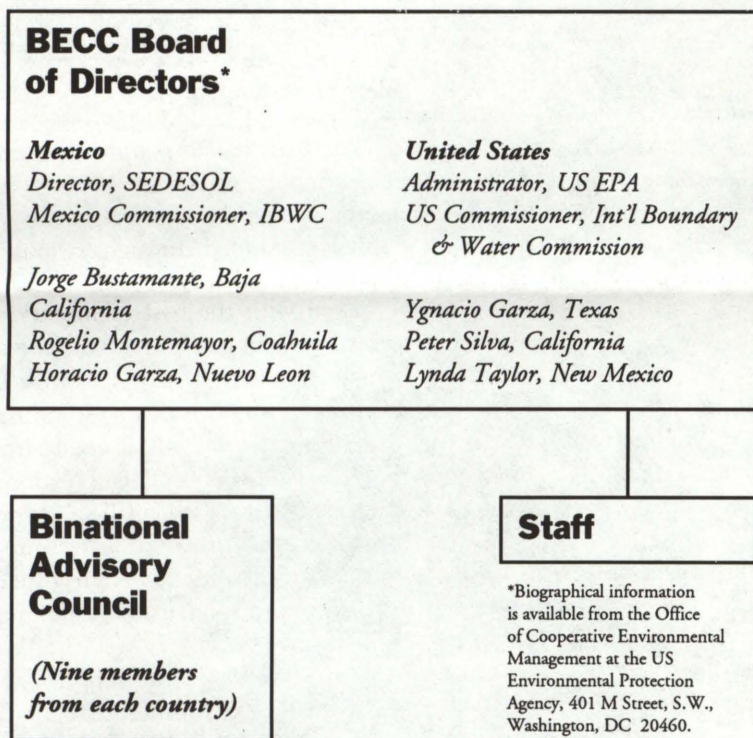 BECC Board
of Directors*
Mexico
Director, SEDESOL
Mexico Commissioner, IBWC
Jorge Bustamante, Baja
California
Rogelio Montemayor, Coahuila
Horacio Garza, Nuevo Leon
United States
Administrator, US EPA
US Commissioner, Int'l Boundary
& Water Commission
Ygnacio Garza, Texas
Peter Silva, California
Lynda Taylor, New Mexico
Binational
Advisory
Council
(Nine members
from each country)
Staff
*Biographical information
is available from the Office
of Cooperative Environmental
Management at the US
Environmental Protection
Agency, 401 M Street, S.W.,
Washington, DC 20460.